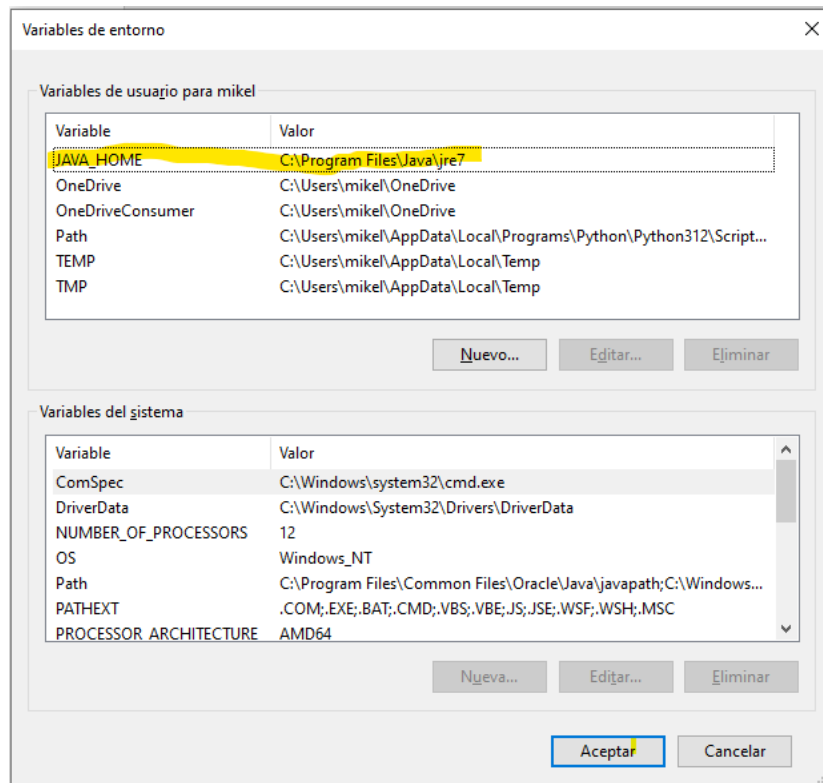 Variables de entorno
Variables de usuario para mikel
Variable Valor
JAVA_HOME C:\Program Files\Java\jre7
OneDrive C:\Users\mikel\OneDrive
OneDriveConsumer C:\Users\mikel\OneDrive
Path C:\Users\mikel\AppData\Local\Programs\Python\Python312\Script...
TEMP C:\Users\mikel\AppData\Local\Temp
TMP C:\Users\mikel\AppData\Local\Temp
Nuevo... Editar... Eliminar
Variables del sistema
Variable Valor
ComSpec C:\Windows\system32\cmd.exe
DriverData C:\Windows\System32\Drivers\DriverData
NUMBER_OF_PROCESSORS 12
OS Windows_NT
Path C:\Program Files\Common Files\Oracle\Java\javapath;C:\Windows...
PATHEXT .COM;.EXE;.BAT;.CMD;.VBS;.VBE;.JS;.JSE;.WSF;.WSH;.MSC
PROCESSOR_ARCHITECTURE AMD64
Nueva... Editar... Eliminar
Aceptar Cancelar